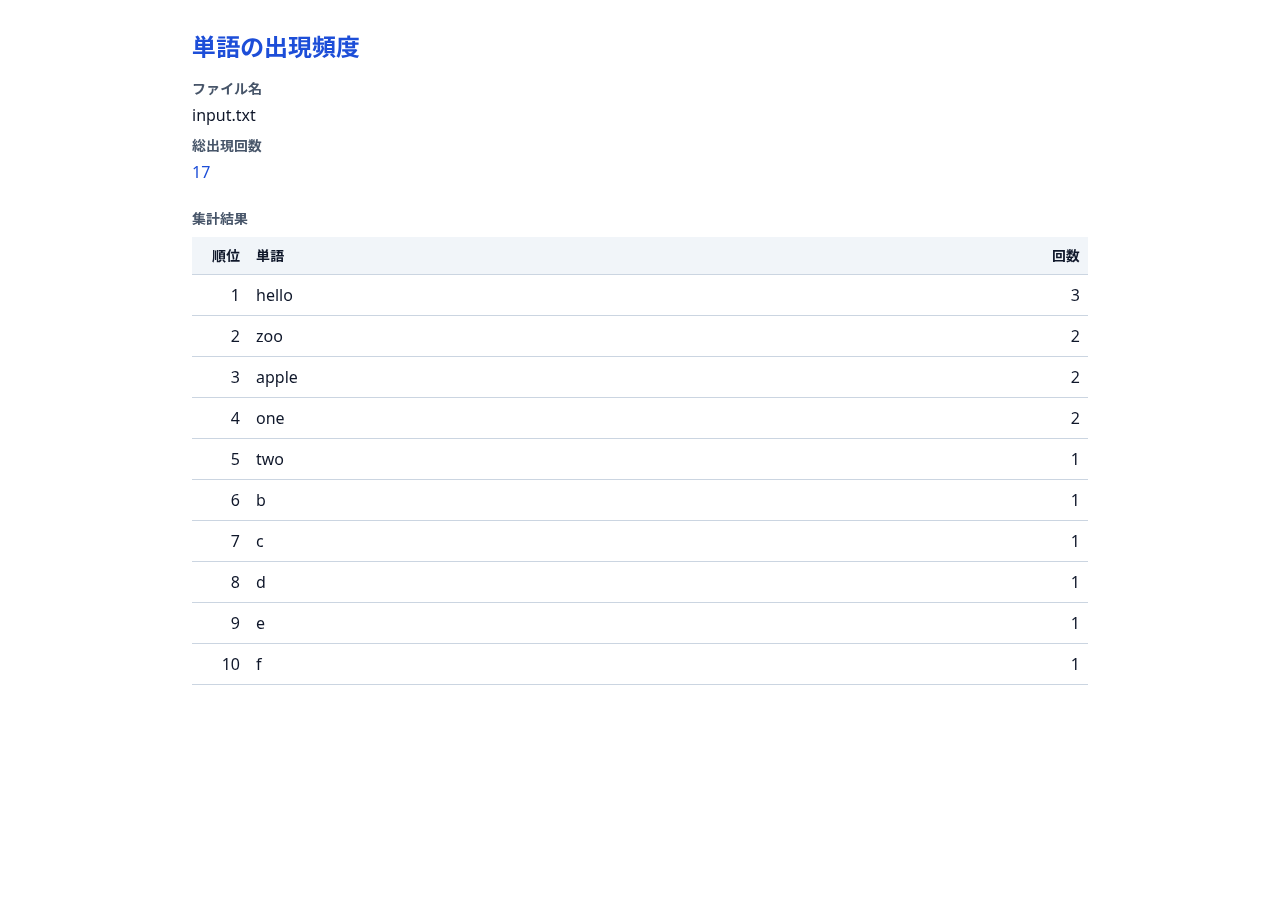 単語の出現頻度
ファイル名
input.txt
総出現回数
17
集計結果
順位 単語 回数
1 hello 3
2 zoo 2
3 apple 2
4 one 2
5 two 1
6 b 1
7 c 1
8 d 1
9 e 1
10 f 1